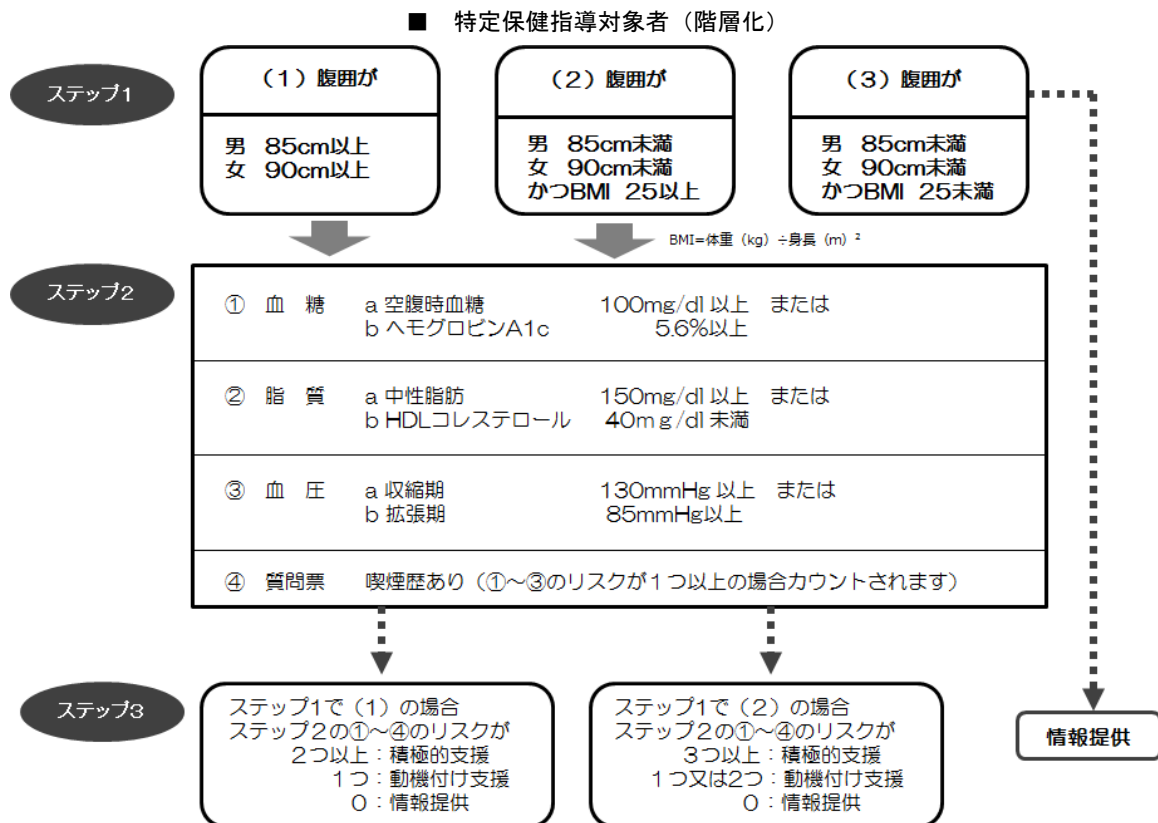 ■ 特定保健指導対象者（階層化）
ステップ1
（1）腹囲が
男 85cm以上
女 90cm以上
（2）腹囲が
男 85cm未満
女 90cm未満
かつBMI 25以上
（3）腹囲が
男 85cm未満
女 90cm未満
かつBMI 25未満
BMI=体重（kg）÷身長（m）²
ステップ2
① 血 糖 a 空腹時血糖 100mg/dl 以上 または
b ヘモグロビンA1c 5.6%以上
② 脂 質 a 中性脂肪 150mg/dl 以上 または
b HDLコレステロール 40mｇ/dl 未満
③ 血 圧 a 収縮期 130mmHg 以上 または
b 拡張期 85mmHg以上
④ 質問票 喫煙歴あり（①～③のリスクが１つ以上の場合カウントされます）
ステップ3
ステップ1で（1）の場合
ステップ2の①～④のリスクが
2つ以上：積極的支援
1つ：動機付け支援
0：情報提供
ステップ1で（2）の場合
ステップ2の①～④のリスクが
3つ以上：積極的支援
1つ又は2つ：動機付け支援
0：情報提供
情報提供